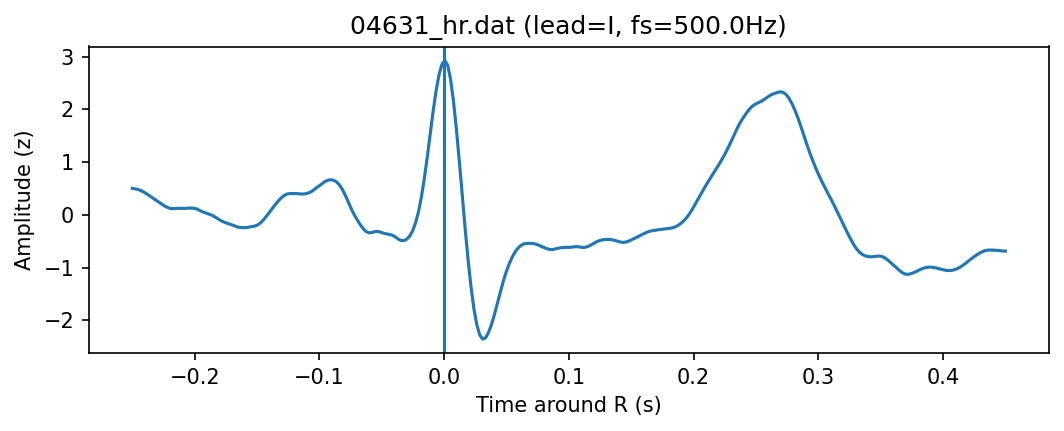 04631_hr.dat (lead=I, fs=500.0Hz)
3
2
1
0
−1
−2
Amplitude (z)
−0.2 −0.1 0.0 0.1 0.2 0.3 0.4
Time around R (s)